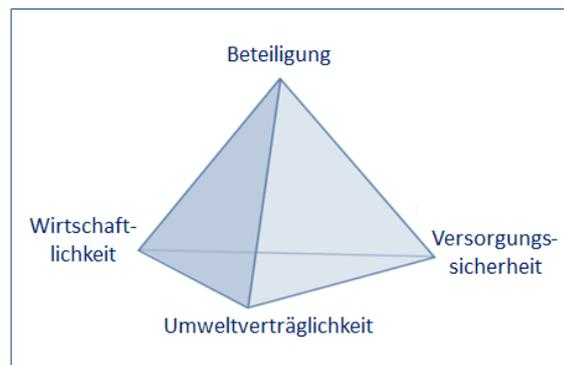 Beteiligung
Wirtschaft-
lichkeit
Versorgungs-
sicherheit
Umweltverträglichkeit